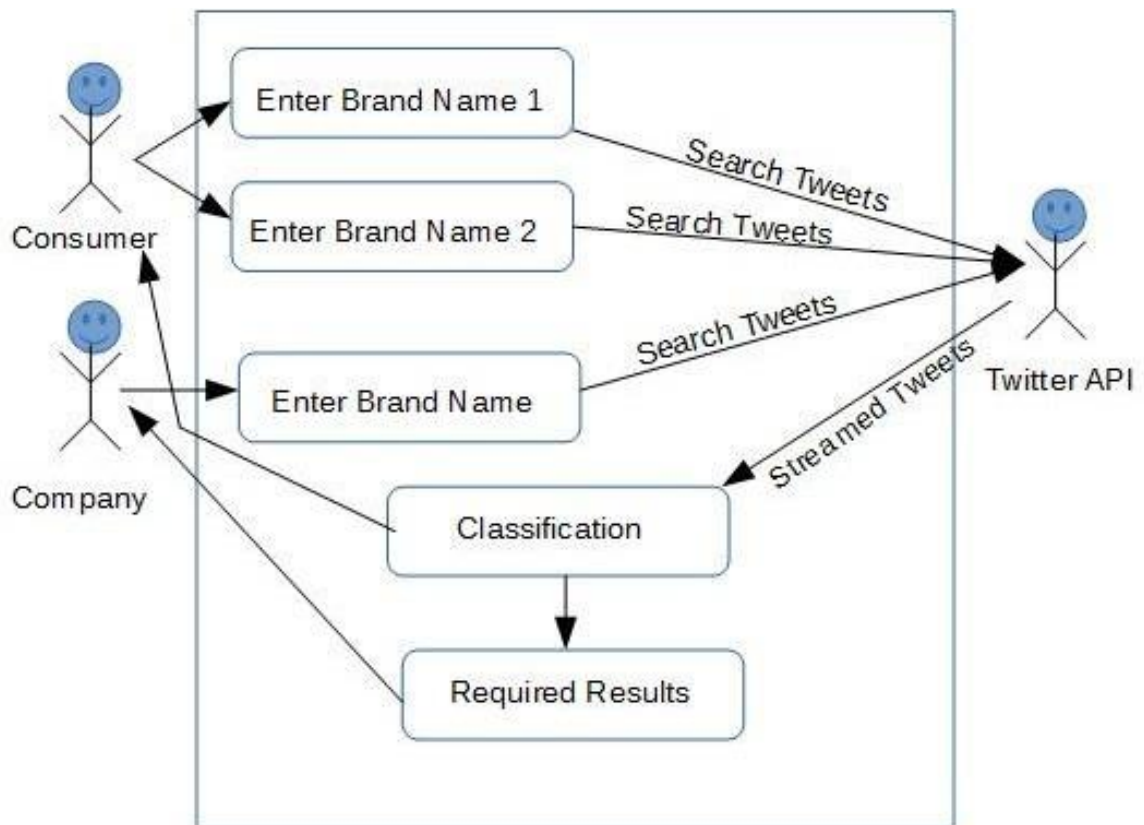 Enter Brand Name 1
Search Tweets
Consumer
Enter Brand Name 2
Search Tweets
Search Tweets
Enter Brand Name
Twitter API
Streamed Tweets
Company
Classification
Required Results